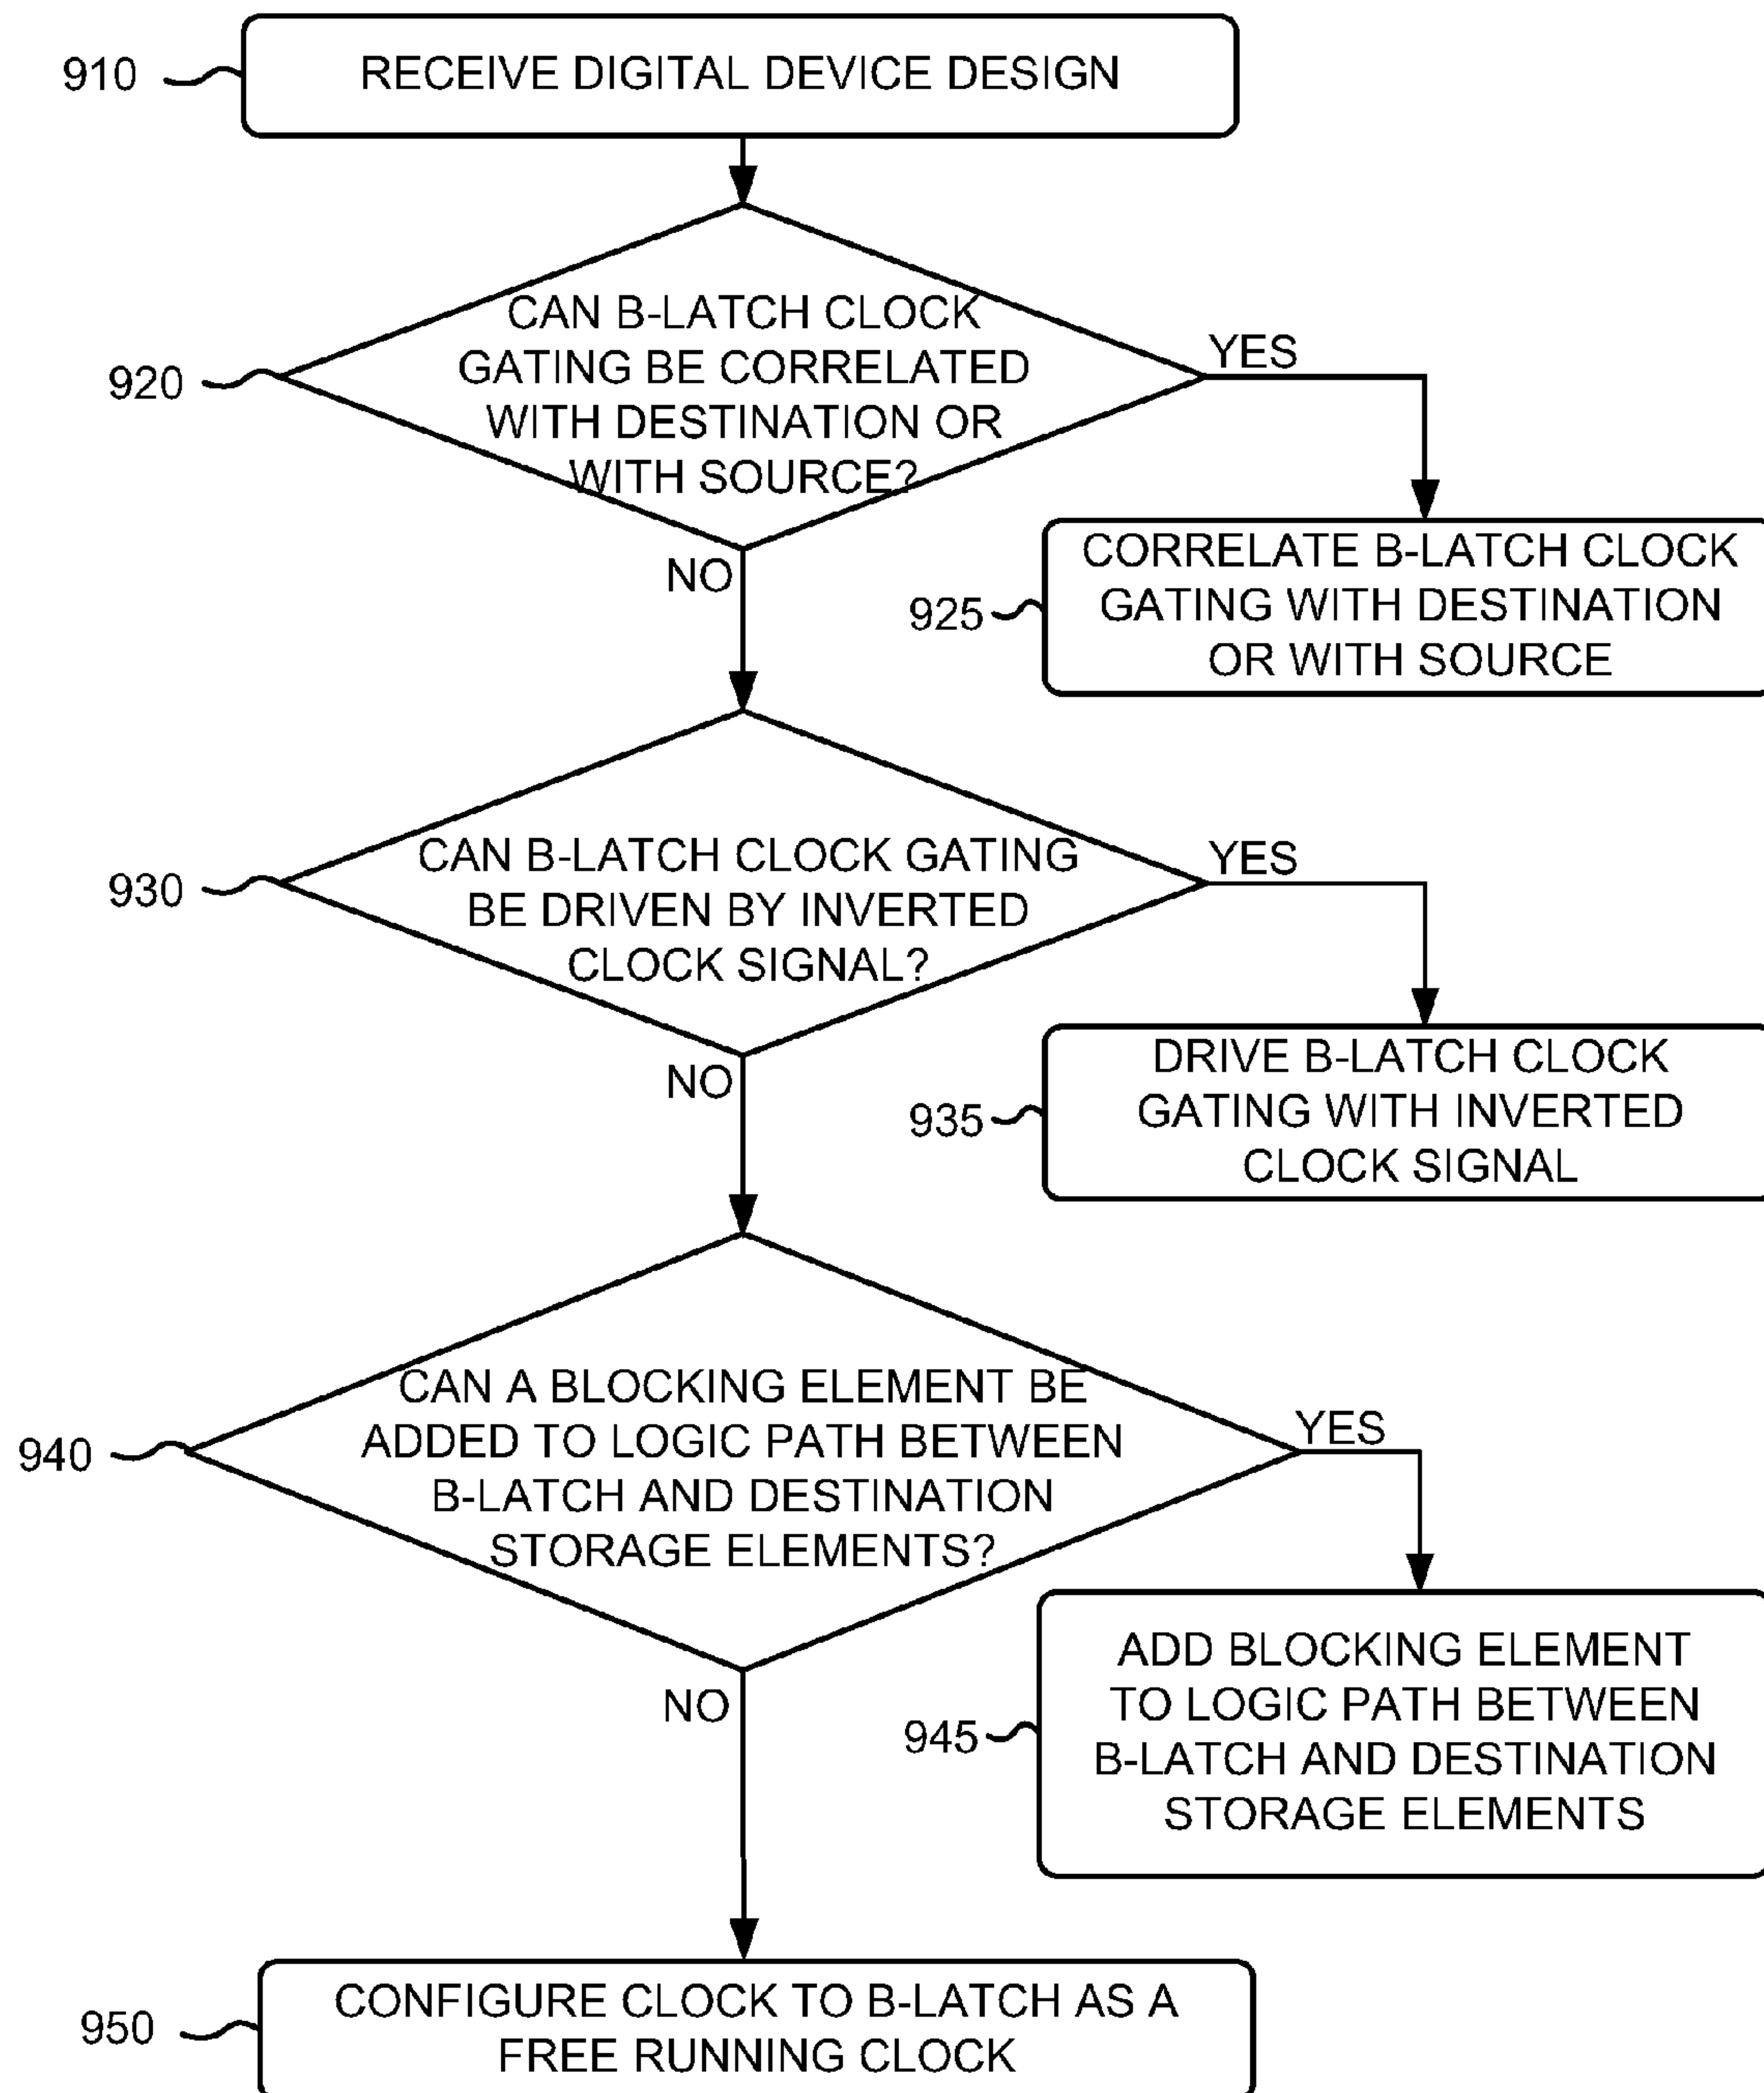 910
RECEIVE DIGITAL DEVICE DESIGN
920
CAN B-LATCH CLOCK
GATING BE CORRELATED
WITH DESTINATION OR
WITH SOURCE?
YES
NO
925
CORRELATE B-LATCH CLOCK
GATING WITH DESTINATION
OR WITH SOURCE
930
CAN B-LATCH CLOCK GATING
BE DRIVEN BY INVERTED
CLOCK SIGNAL?
YES
NO
935
DRIVE B-LATCH CLOCK
GATING WITH INVERTED
CLOCK SIGNAL
940
CAN A BLOCKING ELEMENT BE
ADDED TO LOGIC PATH BETWEEN
B-LATCH AND DESTINATION
STORAGE ELEMENTS?
YES
NO
945
ADD BLOCKING ELEMENT
TO LOGIC PATH BETWEEN
B-LATCH AND DESTINATION
STORAGE ELEMENTS
950
CONFIGURE CLOCK TO B-LATCH AS A
FREE RUNNING CLOCK